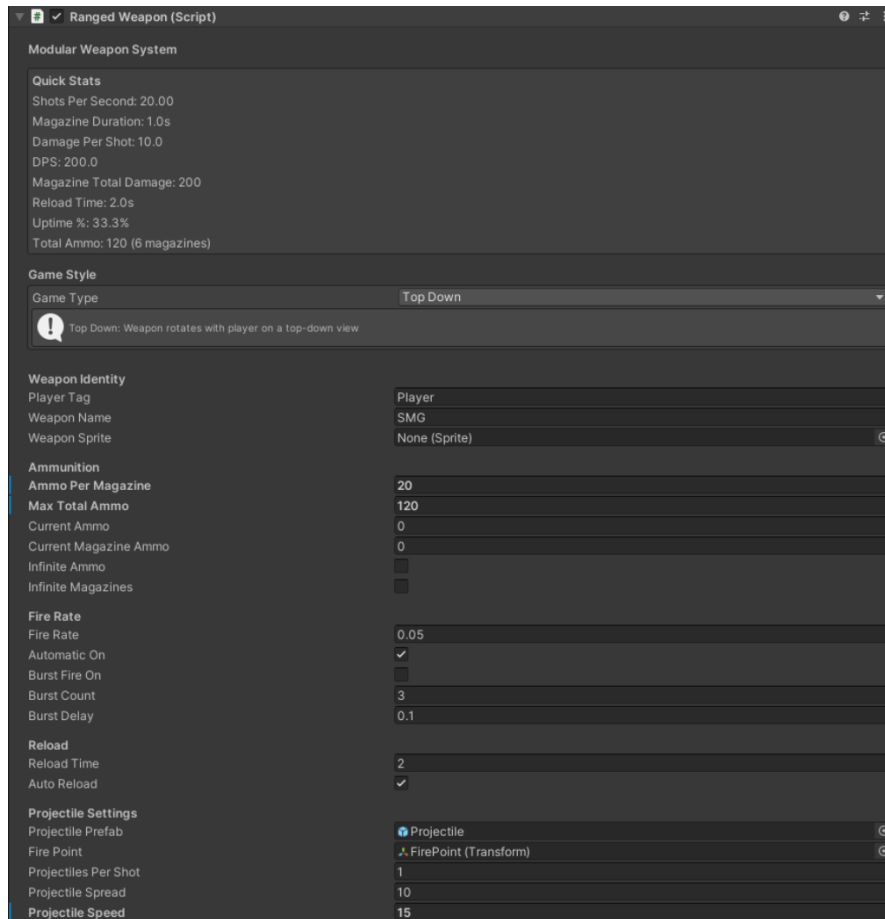 Ranged Weapon (Script)
Modular Weapon System
Quick Stats
Shots Per Second: 20.00
Magazine Duration: 1.0s
Damage Per Shot: 10.0
DPS: 200.0
Magazine Total Damage: 200
Reload Time: 2.0s
Uptime %: 33.3%
Total Ammo: 120 (6 magazines)
Game Style
Game Type Top Down
Top Down: Weapon rotates with player on a top-down view
Weapon Identity
Player Tag Player
Weapon Name SMG
Weapon Sprite None (Sprite)
Ammunition
Ammo Per Magazine 20
Max Total Ammo 120
Current Ammo 0
Current Magazine Ammo 0
Infinite Ammo
Infinite Magazines
Fire Rate
Fire Rate 0.05
Automatic On
Burst Fire On
Burst Count 3
Burst Delay 0.1
Reload
Reload Time 2
Auto Reload
Projectile Settings
Projectile Prefab Projectile
Fire Point FirePoint (Transform)
Projectiles Per Shot 1
Projectile Spread 10
Projectile Speed 15